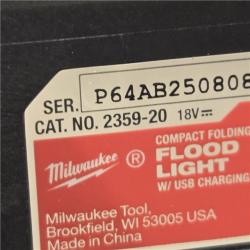 SER. P64AB250808
CAT. NO. 2359-20 18V⎓
COMPACT FOLDING
Milwaukee ® FLOOD
LIGHT
W/ USB CHARGING
Milwaukee Tool,
Brookfield, WI 53005 USA
Made in China